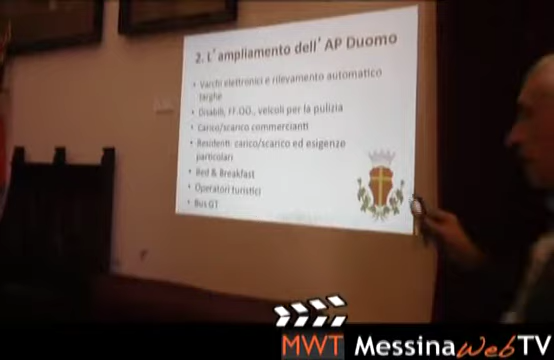 2. L'ampliamento dell'AP Duomo
• Varchi elettronici e rilevamento automatico
targhe
• Disabili, FF.OO., veicoli per la pulizia
• Carico/scarico commercianti
• Residenti: carico/scarico ed esigenze
particolari
• Bed & Breakfast
• Operatori turistici
• Bus GT
MWT MessinaWebTV